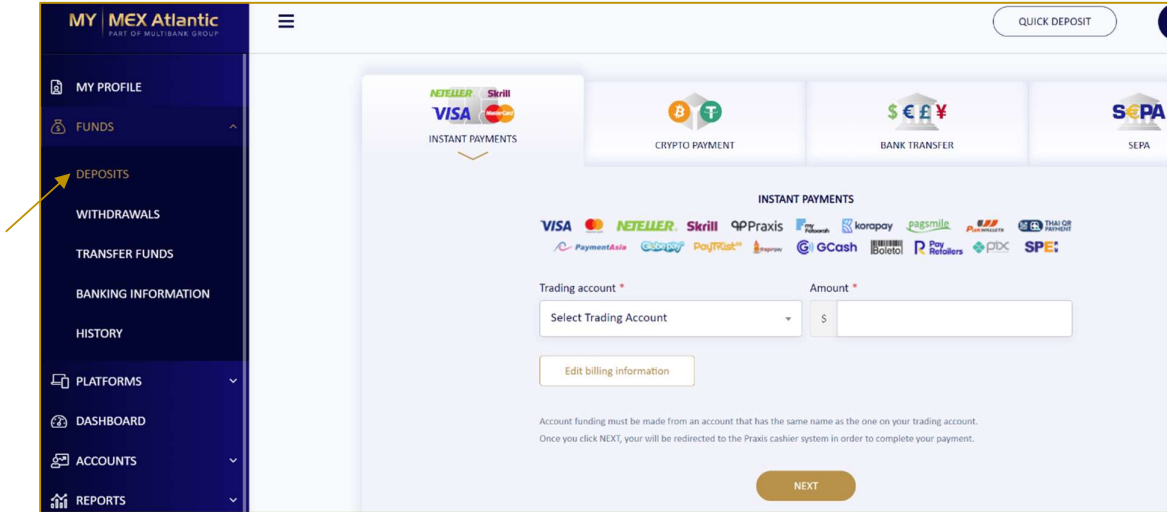 MY MEX Atlantic
PART OF MULTIBANK GROUP
QUICK DEPOSIT
MY PROFILE
FUNDS
DEPOSITS
WITHDRAWALS
TRANSFER FUNDS
BANKING INFORMATION
HISTORY
PLATFORMS
DASHBOARD
ACCOUNTS
REPORTS
NETELLER Skrill
VISA MasterCard
INSTANT PAYMENTS
CRYPTO PAYMENT
$ € £ ¥
BANK TRANSFER
S€PA
SEPA
INSTANT PAYMENTS
VISA NETELLER Skrill Praxis my fatoorah korapay pagsmile THAI QR PAYMENT
PaymentAsia PayTrust GCash Boleto Pay Retailers pix SPEI
Trading account *
Amount *
Select Trading Account
$
Edit billing information
Account funding must be made from an account that has the same name as the one on your trading account.
Once you click NEXT, your will be redirected to the Praxis cashier system in order to complete your payment.
NEXT